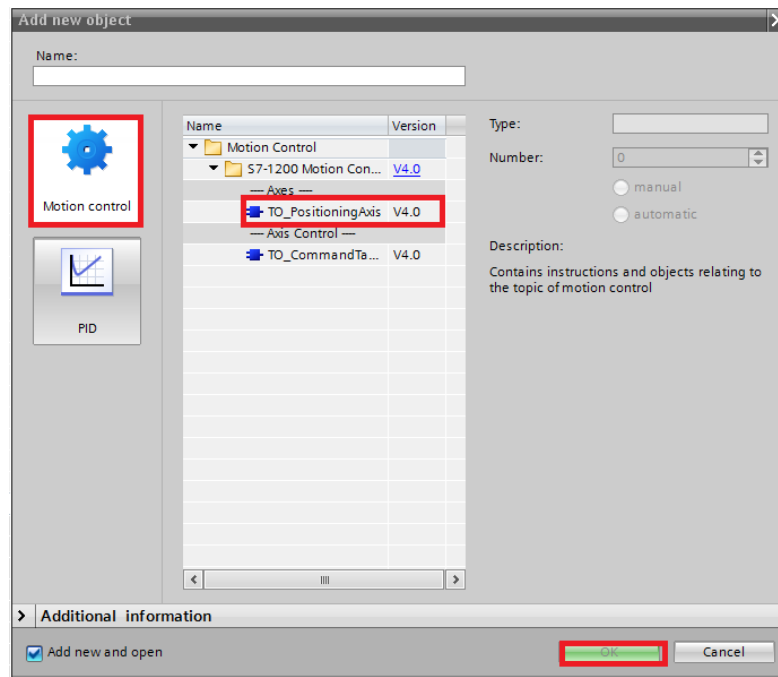 Add new object
Name:
Motion control
PID
Name Version
Motion Control
S7-1200 Motion Con... V4.0
— Axes —
TO_PositioningAxis V4.0
— Axis Control —
TO_CommandTa... V4.0
Type:
Number:
0
manual
automatic
Description:
Contains instructions and objects relating to
the topic of motion control
Additional information
Add new and open
OK
Cancel